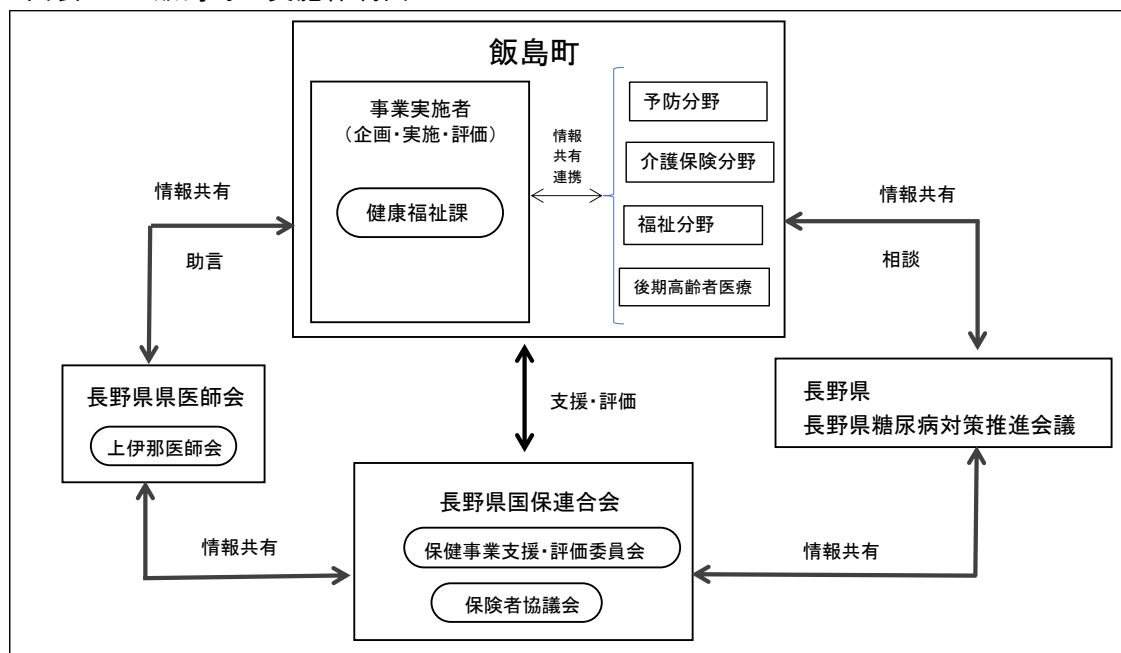 飯島町
事業実施者
（企画・実施・評価）
健康福祉課
情報
共有
連携
予防分野
介護保険分野
福祉分野
後期高齢者医療
情報共有
助言
情報共有
相談
長野県県医師会
上伊那医師会
支援・評価
長野県
長野県糖尿病対策推進会議
長野県国保連合会
保健事業支援・評価委員会
保険者協議会
情報共有
情報共有